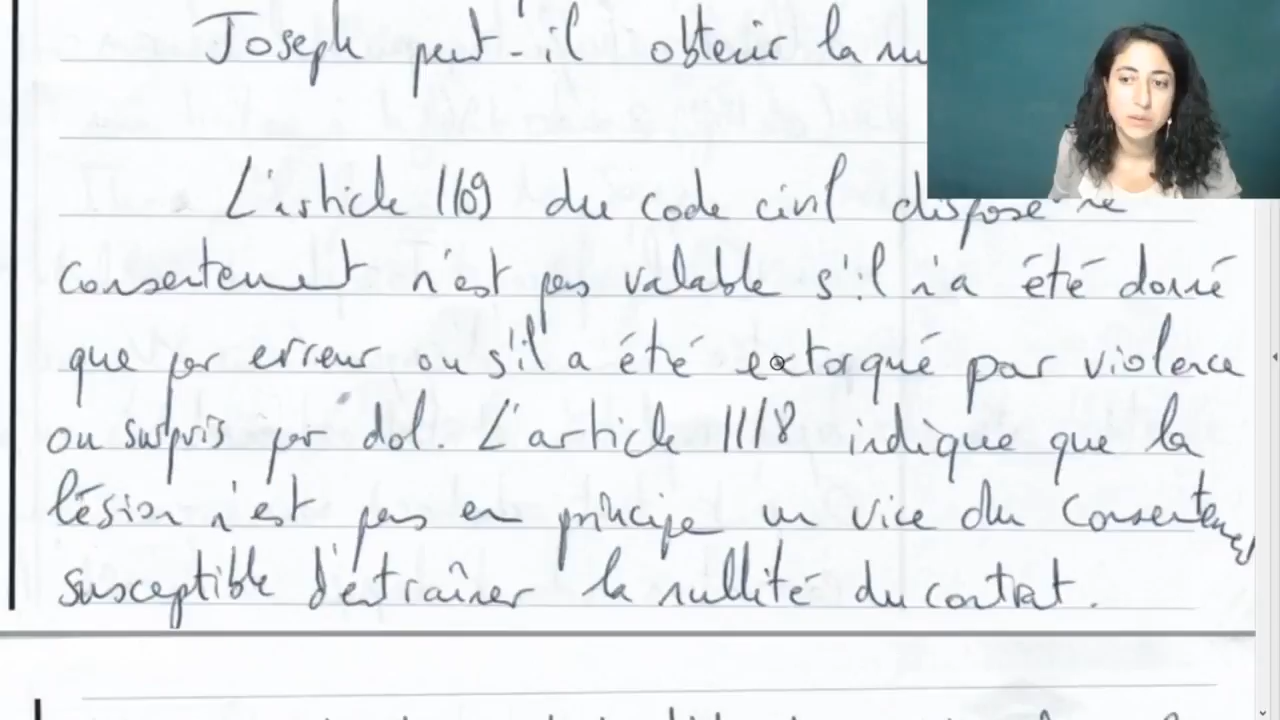 Joseph peut-il obtenir la nu
L'article 1109 du code civil dispose
consentement n'est pas valable s'il n'a été donné
que par erreur ou s'il a été extorqué par violence
ou surpris par dol. L'article 1118 indique que la
lésion n'est pas en principe un vice du consentement
susceptible d'entraîner la nullité du contrat.